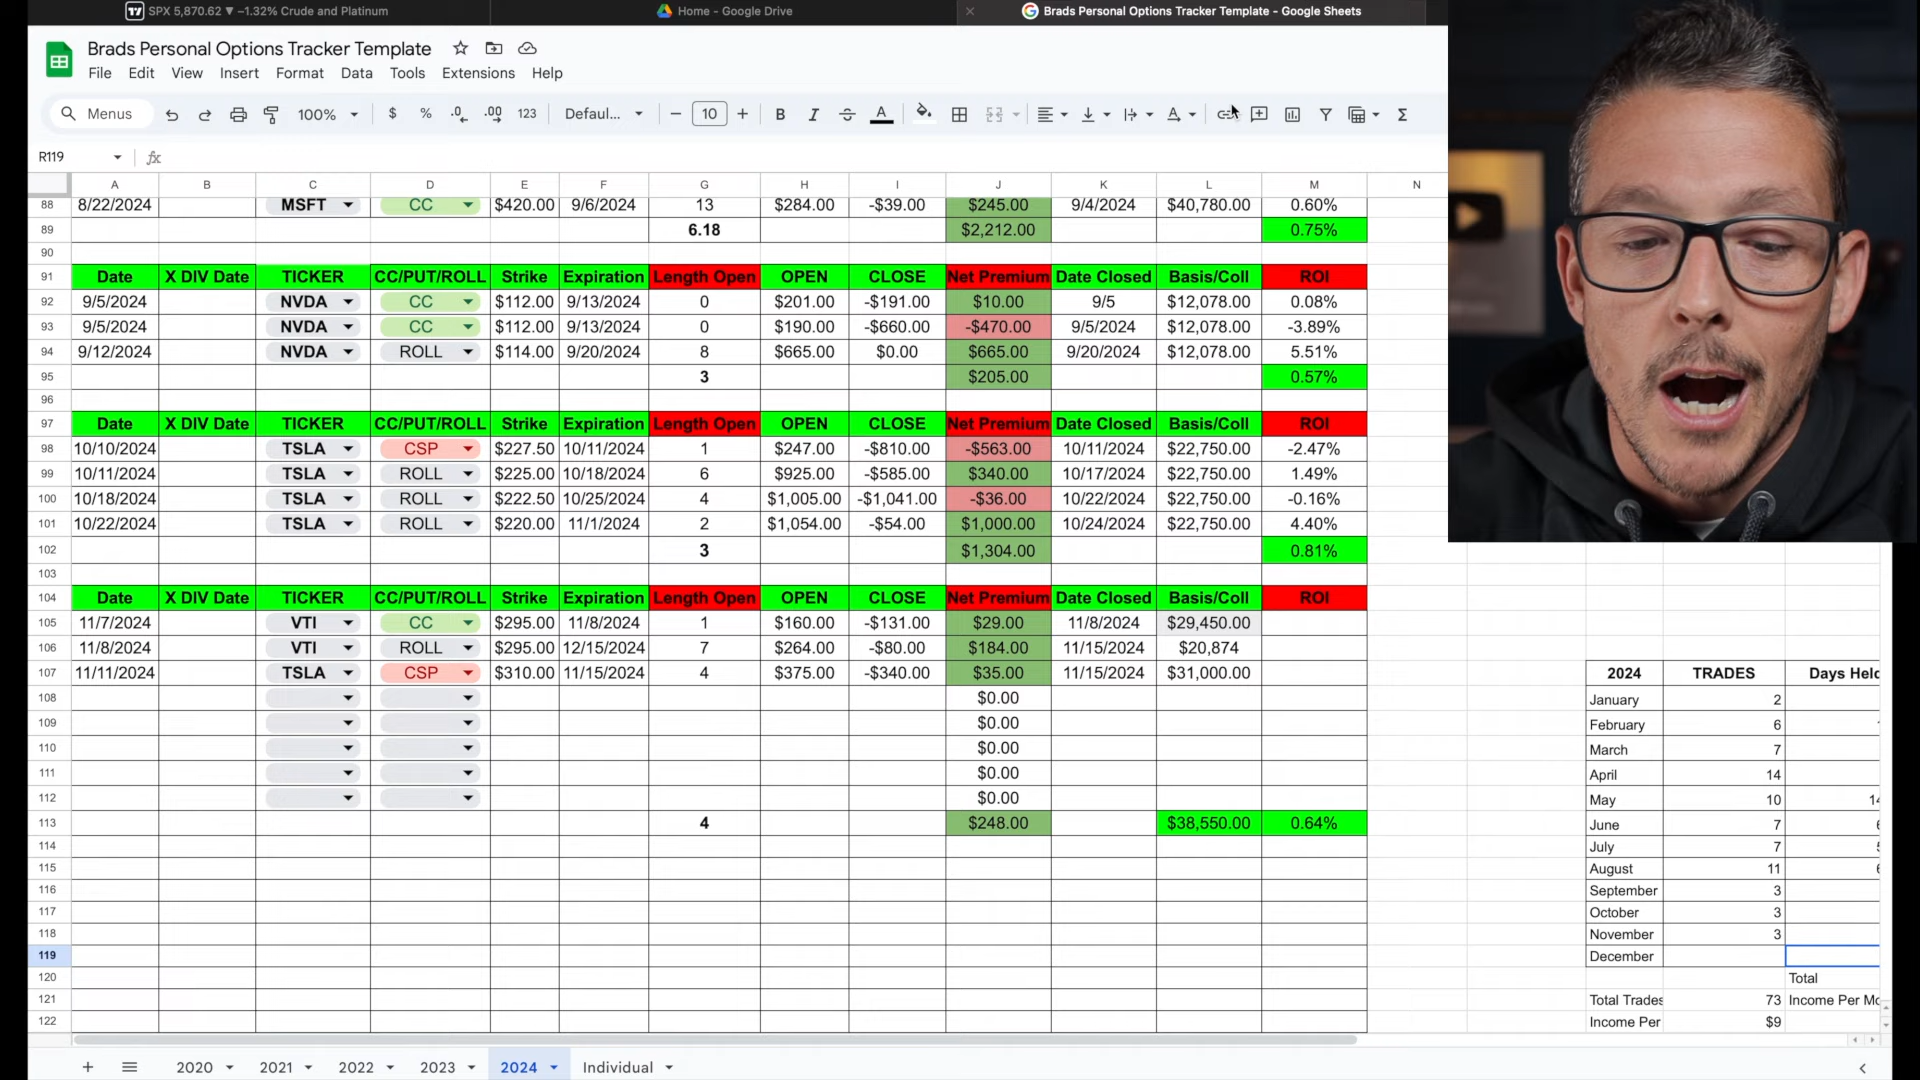 SPX 5,870.62 ▼ −1.32% Crude and Platinum
Home - Google Drive
Brads Personal Options Tracker Template - Google Sheets
Brads Personal Options Tracker Template
File Edit View Insert Format Data Tools Extensions Help
Menus 100% $ % .0 .00 123 Defaul... − 10 + B I A Σ
R119 fx
A B C D E F G H I J K L M N
88 8/22/2024 MSFT CC $420.00 9/6/2024 13 $284.00 -$39.00 $245.00 9/4/2024 $40,780.00 0.60%
89 6.18 $2,212.00 0.75%
90
91 Date X DIV Date TICKER CC/PUT/ROLL Strike Expiration Length Open OPEN CLOSE Net Premium Date Closed Basis/Coll ROI
92 9/5/2024 NVDA CC $112.00 9/13/2024 0 $201.00 -$191.00 $10.00 9/5 $12,078.00 0.08%
93 9/5/2024 NVDA CC $112.00 9/13/2024 0 $190.00 -$660.00 -$470.00 9/5/2024 $12,078.00 -3.89%
94 9/12/2024 NVDA ROLL $114.00 9/20/2024 8 $665.00 $0.00 $665.00 9/20/2024 $12,078.00 5.51%
95 3 $205.00 0.57%
96
97 Date X DIV Date TICKER CC/PUT/ROLL Strike Expiration Length Open OPEN CLOSE Net Premium Date Closed Basis/Coll ROI
98 10/10/2024 TSLA CSP $227.50 10/11/2024 1 $247.00 -$810.00 -$563.00 10/11/2024 $22,750.00 -2.47%
99 10/11/2024 TSLA ROLL $225.00 10/18/2024 6 $925.00 -$585.00 $340.00 10/17/2024 $22,750.00 1.49%
100 10/18/2024 TSLA ROLL $222.50 10/25/2024 4 $1,005.00 -$1,041.00 -$36.00 10/22/2024 $22,750.00 -0.16%
101 10/22/2024 TSLA ROLL $220.00 11/1/2024 2 $1,054.00 -$54.00 $1,000.00 10/24/2024 $22,750.00 4.40%
102 3 $1,304.00 0.81%
103
104 Date X DIV Date TICKER CC/PUT/ROLL Strike Expiration Length Open OPEN CLOSE Net Premium Date Closed Basis/Coll ROI
105 11/7/2024 VTI CC $295.00 11/8/2024 1 $160.00 -$131.00 $29.00 11/8/2024 $29,450.00
106 11/8/2024 VTI ROLL $295.00 12/15/2024 7 $264.00 -$80.00 $184.00 11/15/2024 $20,874
107 11/11/2024 TSLA CSP $310.00 11/15/2024 4 $375.00 -$340.00 $35.00 11/15/2024 $31,000.00 2024 TRADES Days Held
108 $0.00 January 2
109 $0.00 February 6
110 $0.00 March 7
111 $0.00 April 14
112 $0.00 May 10 14
113 4 $248.00 $38,550.00 0.64% June 7
114 July 7
115 August 11
116 September 3
117 October 3
118 November 3
119 December
120 Total
121 Total Trades 73 Income Per Mo
122 Income Per $9
+ 2020 2021 2022 2023 2024 Individual